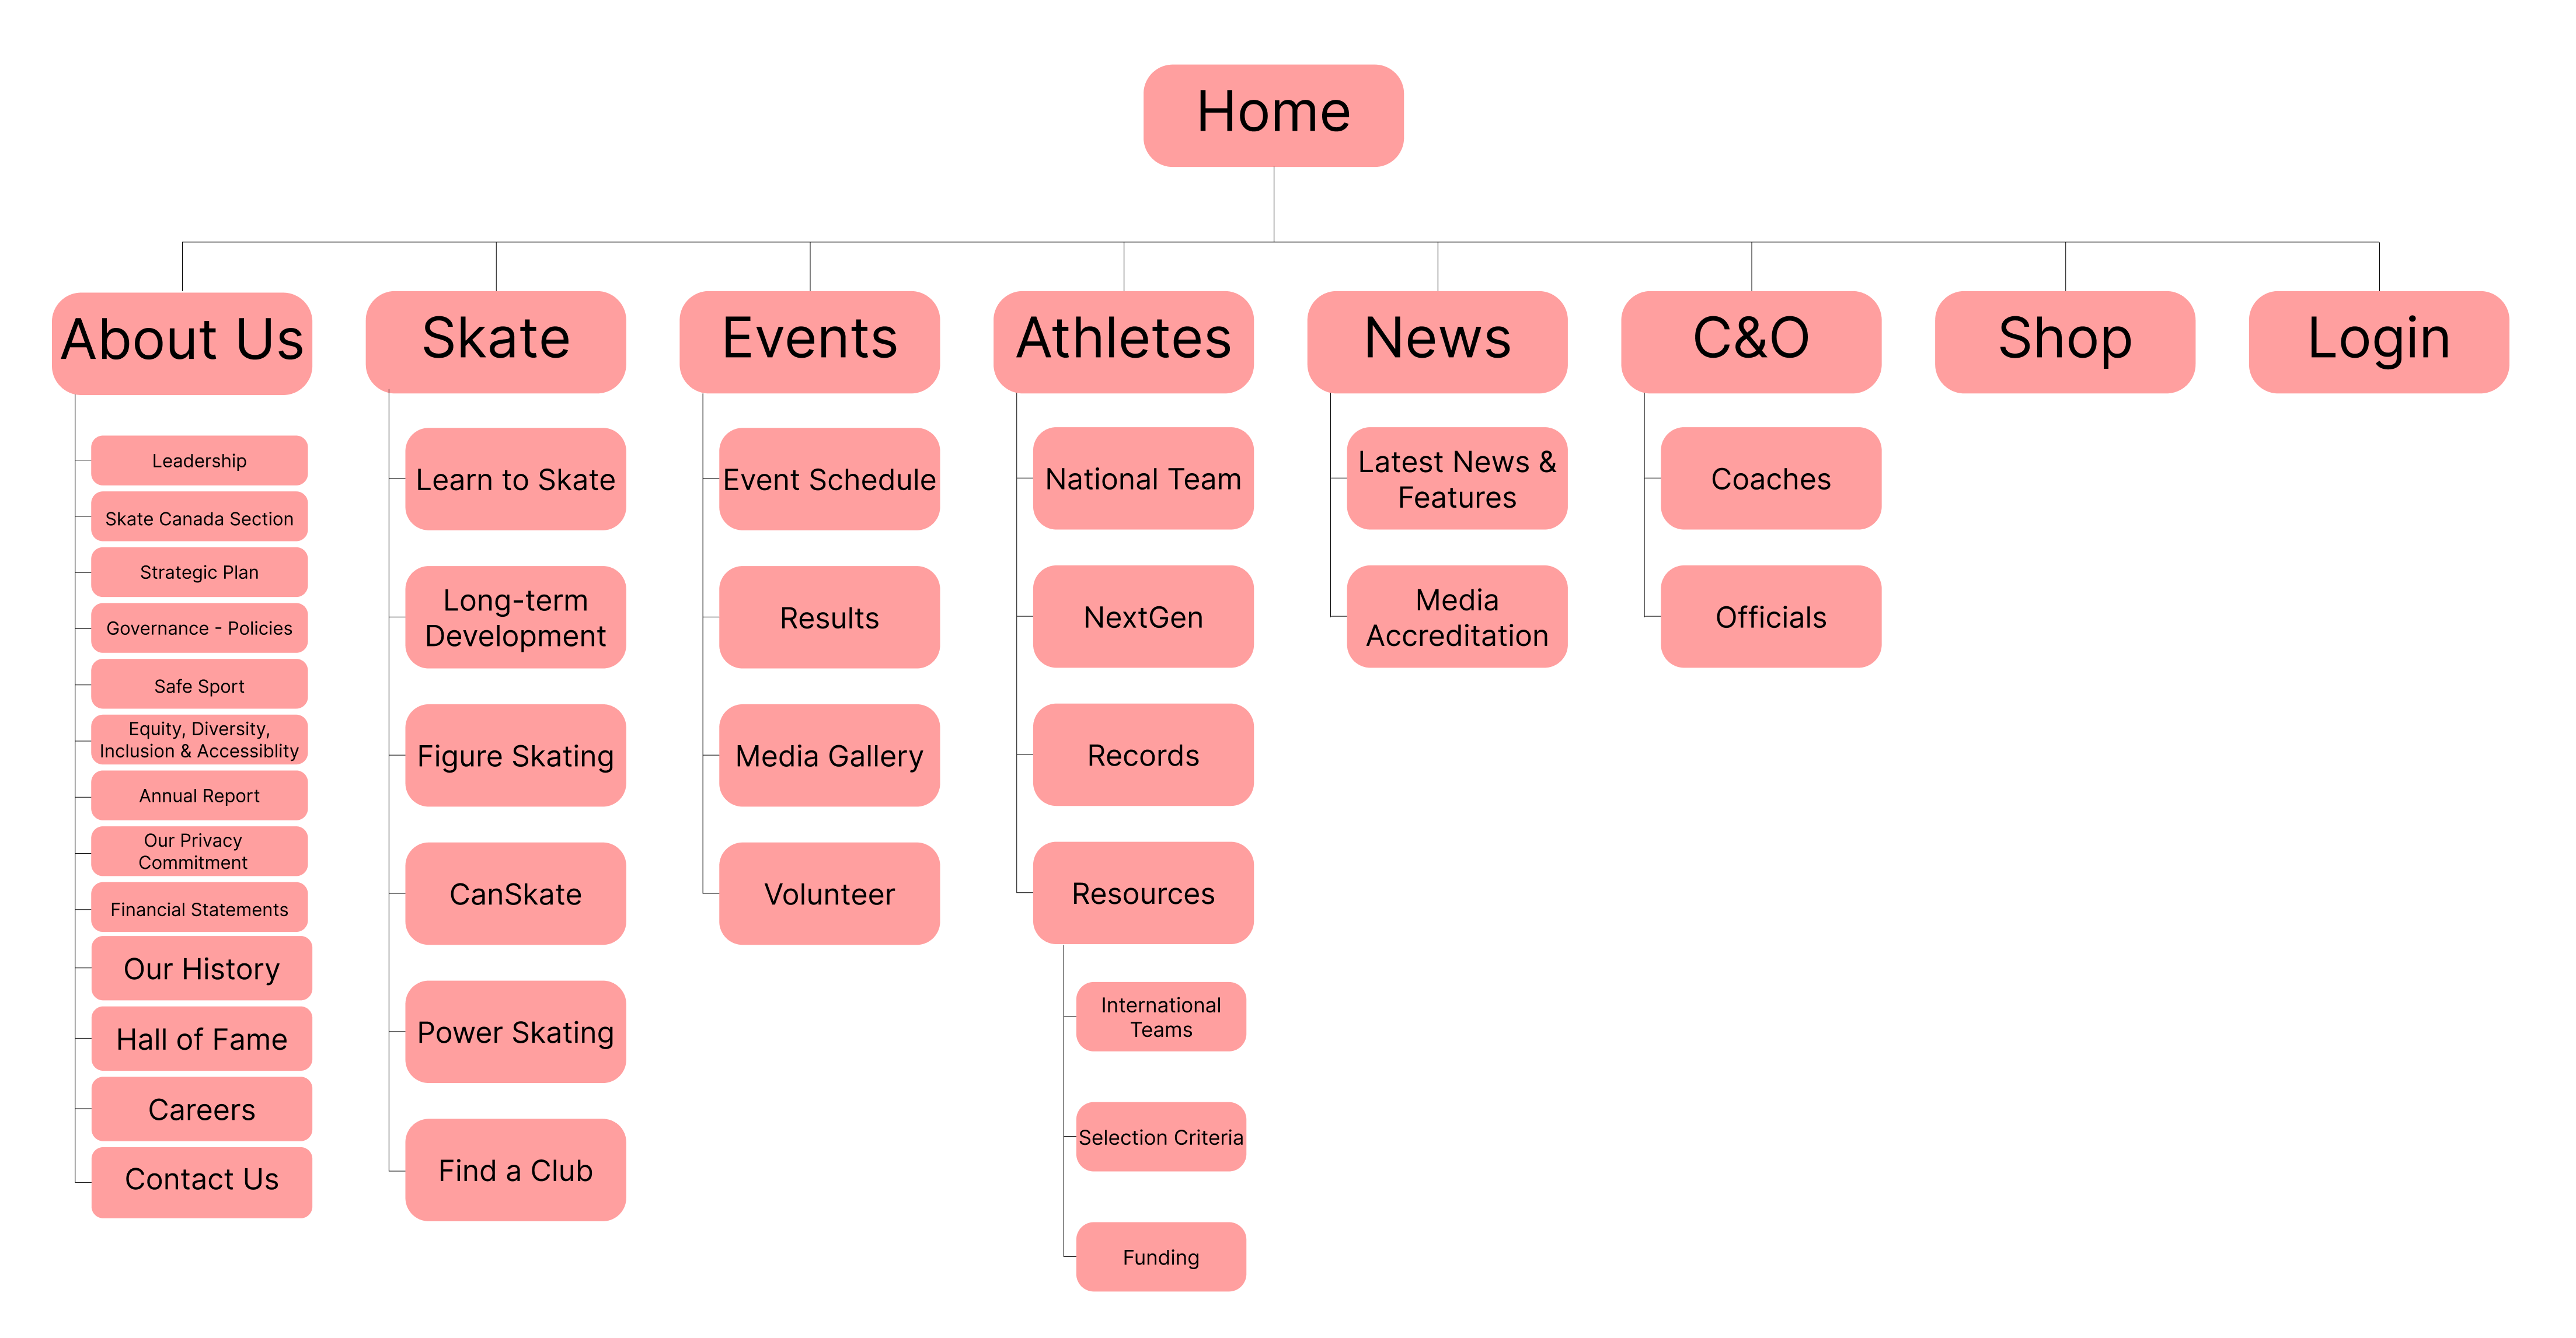 Home
About Us
Skate
Events
Athletes
News
C&O
Shop
Login
Leadership
Skate Canada Section
Strategic Plan
Governance - Policies
Safe Sport
Equity, Diversity,
Inclusion & Accessiblity
Annual Report
Our Privacy
Commitment
Financial Statements
Our History
Hall of Fame
Careers
Contact Us
Learn to Skate
Long-term
Development
Figure Skating
CanSkate
Power Skating
Find a Club
Event Schedule
Results
Media Gallery
Volunteer
National Team
NextGen
Records
Resources
International
Teams
Selection Criteria
Funding
Latest News &
Features
Media
Accreditation
Coaches
Officials